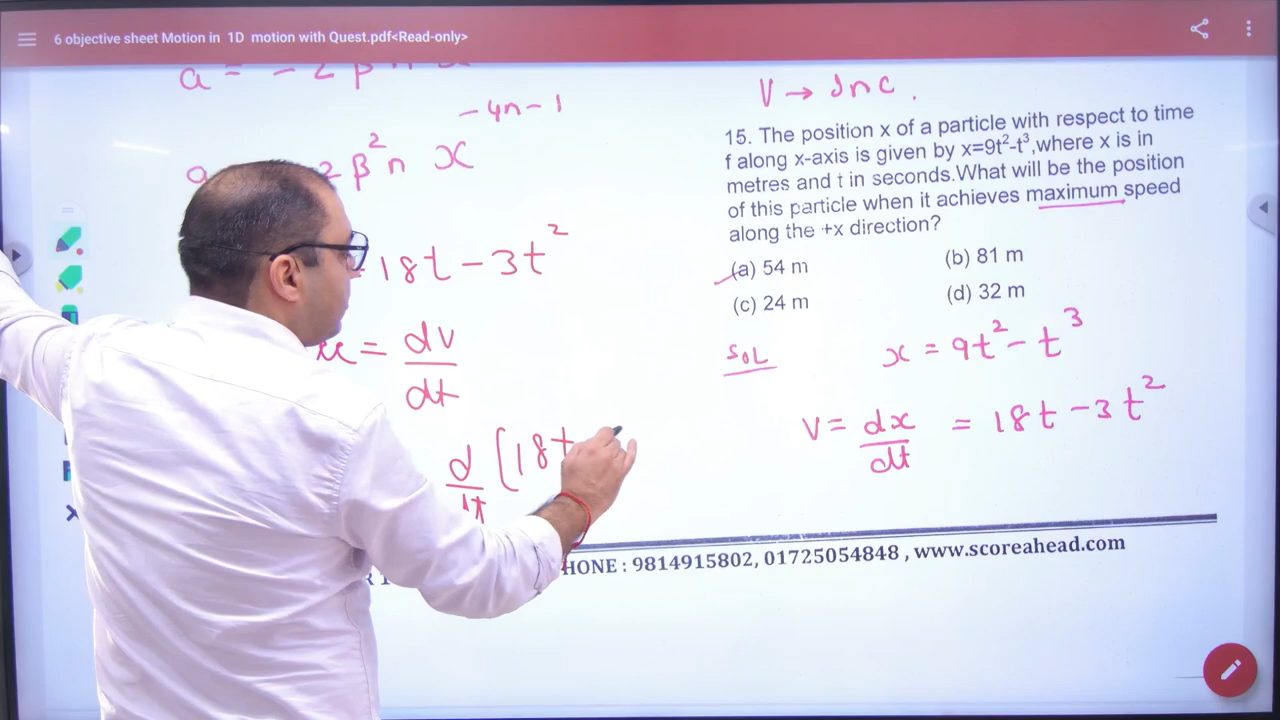 6 objective sheet Motion in 1D motion with Quest.pdf<Read-only>
a = - 2 β
- 4n - 1
a 2 β² n x
= 18t - 3t²
= dv/dt
d/dt [18t
V → Inc.
15. The position x of a particle with respect to time
f along x-axis is given by x=9t²-t³,where x is in
metres and t in seconds.What will be the position
of this particle when it achieves maximum speed
along the +x direction?
(a) 54 m (b) 81 m
(c) 24 m (d) 32 m
SOL x = 9t² - t³
V = dx/dt = 18t - 3t²
HONE : 9814915802, 01725054848 , www.scoreahead.com